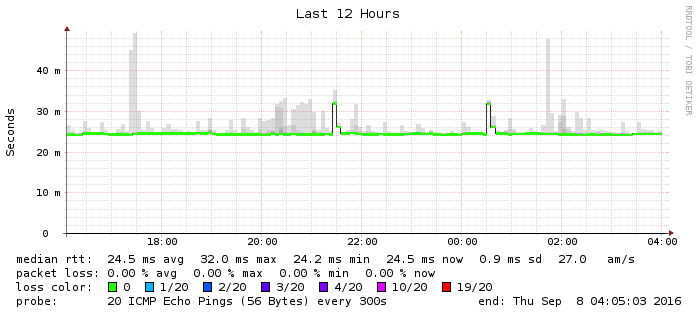 Last 12 Hours
RRDTOOL / TOBI OETIKER
Seconds
40 m
30 m
20 m
10 m
0
18:00 20:00 22:00 00:00 02:00 04:00
median rtt: 24.5 ms avg 32.0 ms max 24.2 ms min 24.5 ms now 0.9 ms sd 27.0 am/s
packet loss: 0.00 % avg 0.00 % max 0.00 % min 0.00 % now
loss color: 0 1/20 2/20 3/20 4/20 10/20 19/20
probe: 20 ICMP Echo Pings (56 Bytes) every 300s end: Thu Sep 8 04:05:03 2016